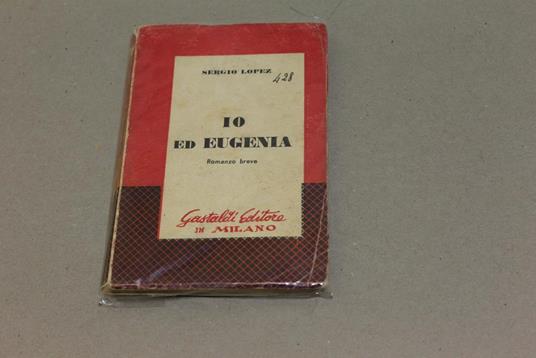 SERGIO LOPEZ
428
IO
ED EUGENIA
Romanzo breve
Gastaldi Editore
IN MILANO